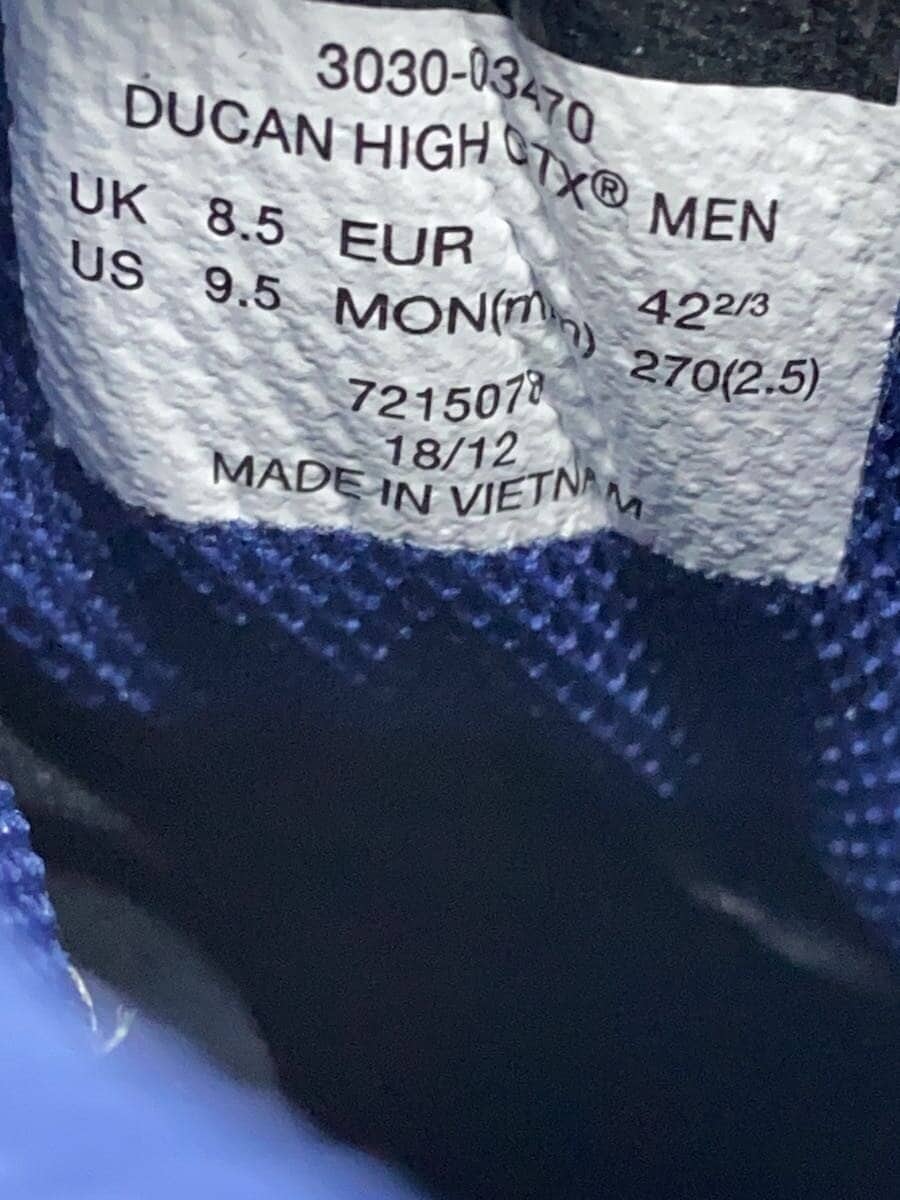 3030-03470
DUCAN HIGH GTX® MEN
UK 8.5 EUR 42 2/3
US 9.5 MON(mm) 270(2.5)
7215078
18/12
MADE IN VIETNAM